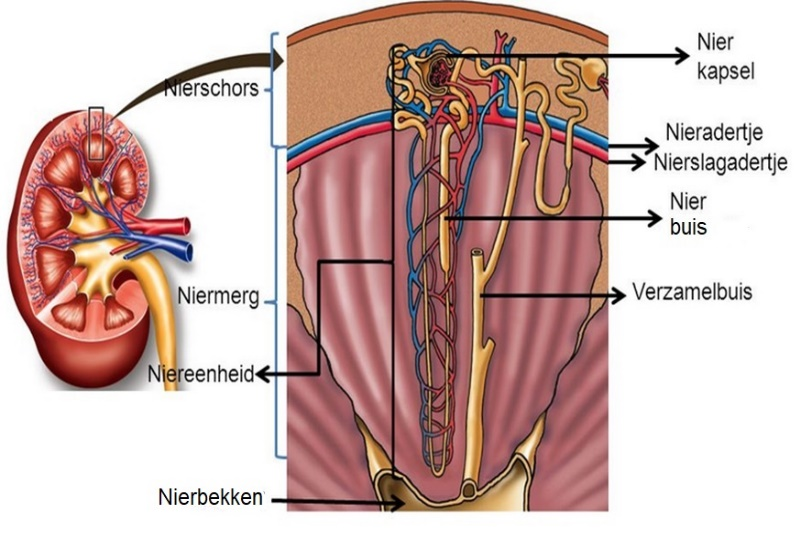 Nier
kapsel
Nierschors
Nieradertje
Nierslagadertje
Nier
buis
Niermerg
Verzamelbuis
Niereenheid
Nierbekken